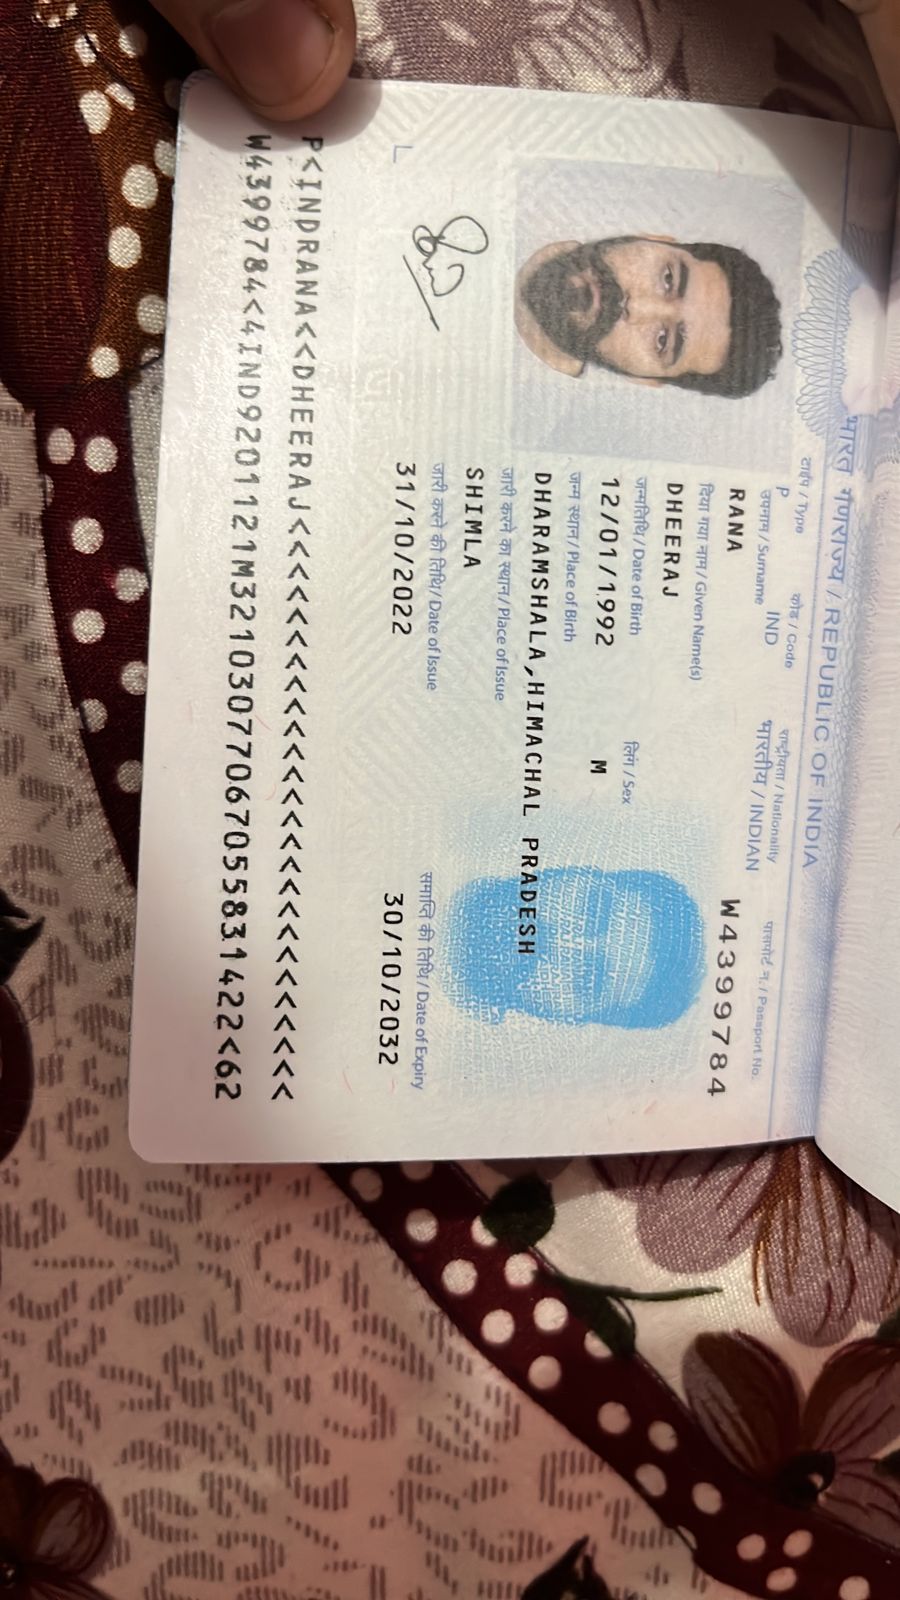 भारत गणराज्य / REPUBLIC OF INDIA
टाईप / Type
कोड / Code
राष्ट्रीयता / Nationality
पासपोर्ट न. / Passport No.
P
IND
भारतीय / INDIAN
W4399784
उपनाम / Surname
RANA
दिया गया नाम / Given Name(s)
DHEERAJ
जन्मतिथि / Date of Birth
लिंग / Sex
12/01/1992
M
जन्म स्थान / Place of Birth
DHARAMSHALA,HIMACHAL PRADESH
जारी करने का स्थान / Place of Issue
SHIMLA
जारी करने की तिथि / Date of Issue
समाप्ति की तिथि / Date of Expiry
31/10/2022
30/10/2032
P<INDRANA<<DHEERAJ<<<<<<<<<<<<<<<<<<<<<<<<<<
W4399784<4IND9201121M32103077067055831422<62